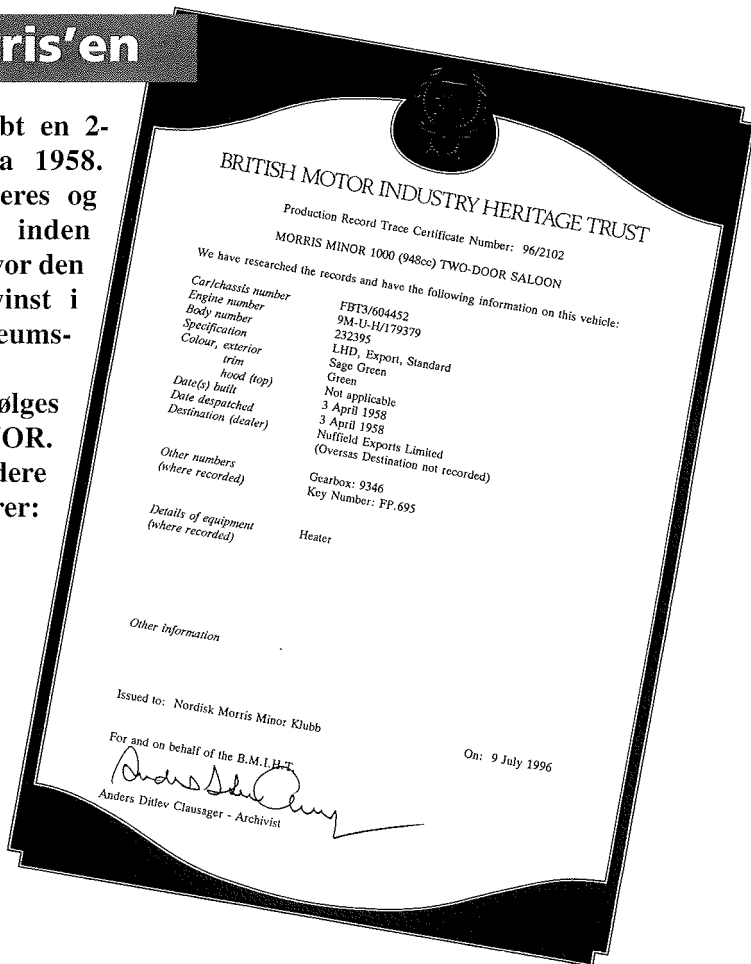 ris'en
bt en 2-
a 1958.
eres og
inden
vor den
vinst i
eums-
ølges
OR.
dere
rer:
BRITISH MOTOR INDUSTRY HERITAGE TRUST
Production Record Trace Certificate Number: 96/2102
MORRIS MINOR 1000 (948cc) TWO-DOOR SALOON
We have researched the records and have the following information on this vehicle:
Car/chassis number FBT3/604452
Engine number 9M-U-H/179379
Body number 232395
Specification LHD, Export, Standard
Colour, exterior Sage Green
trim Green
hood (top) Not applicable
Date(s) built 3 April 1958
Date despatched 3 April 1958
Destination (dealer) Nuffield Exports Limited
(Oversas Destination not recorded)
Other numbers Gearbox: 9346
(where recorded) Key Number: FP.695
Details of equipment Heater
(where recorded)
Other information
Issued to: Nordisk Morris Minor Klubb
On: 9 July 1996
For and on behalf of the B.M.I.H.T.
Anders Ditlev Clausager - Archivist